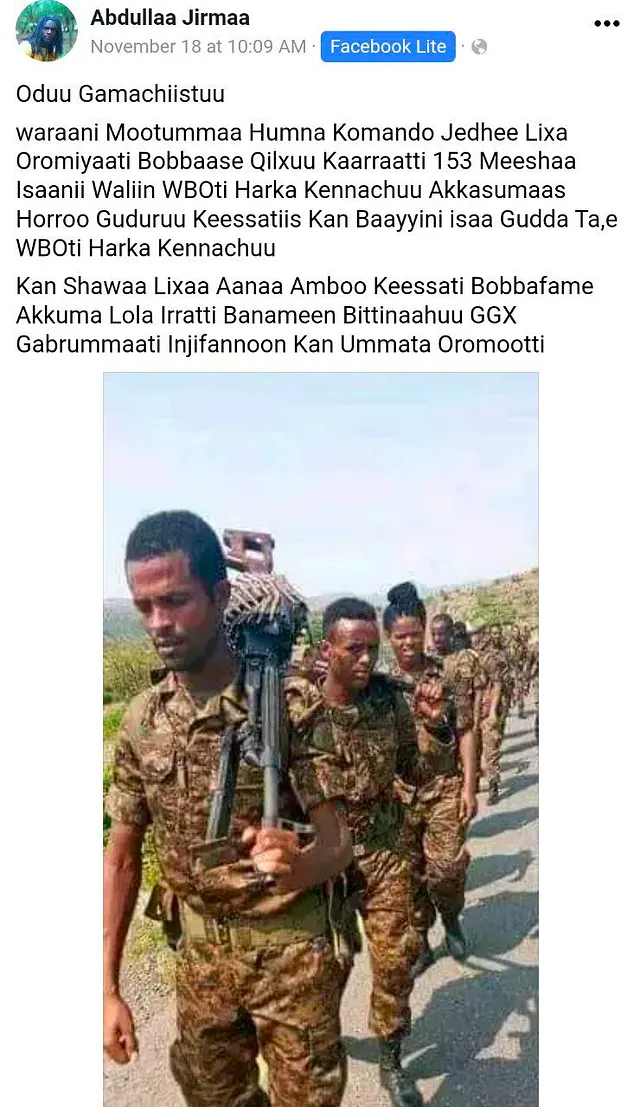 Abdullaa Jirmaa
November 18 at 10:09 AM · Facebook Lite ·
Oduu Gamachiistuu
waraani Mootummaa Humna Komando Jedhee Lixa
Oromiyaati Bobbaase Qilxuu Kaarraatti 153 Meeshaa
Isaanii Waliin WBOti Harka Kennachuu Akkasumaas
Horroo Guduruu Keessatiis Kan Baayyini isaa Gudda Ta,e
WBOti Harka Kennachuu
Kan Shawaa Lixaa Aanaa Amboo Keessati Bobbafame
Akkuma Lola Irratti Banameen Bittinaahuu GGX
Gabrummaati Injifannoon Kan Ummata Oromootti